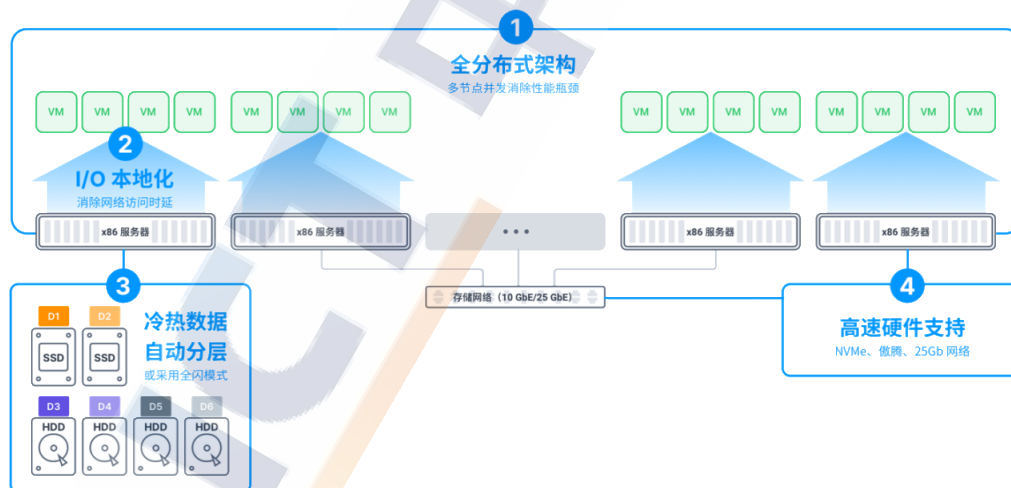 1
全分布式架构
多节点并发消除性能瓶颈
VM VM VM VM VM VM VM VM VM VM VM VM VM VM VM VM
2
I/O 本地化
消除网络访问时延
x86 服务器 x86 服务器 ••• x86 服务器 x86 服务器
存储网络（10 GbE/25 GbE）
3
D1 D2
SSD SSD
冷热数据
自动分层
或采用全闪模式
D3 D4 D5 D6
HDD HDD HDD HDD
4
高速硬件支持
NVMe、傲腾、25Gb 网络